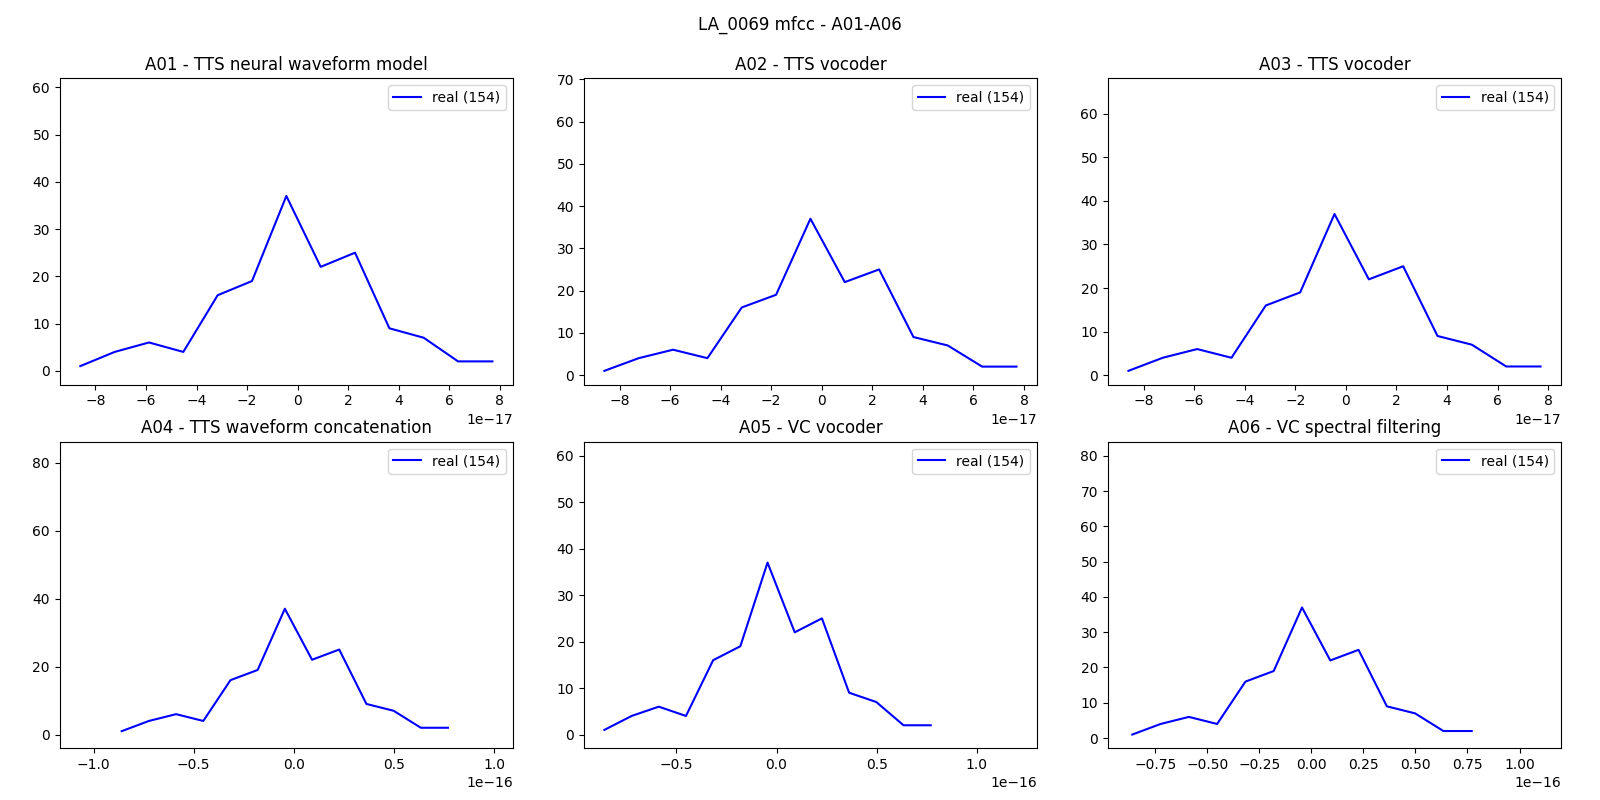 LA_0069 mfcc - A01-A06
A01 - TTS neural waveform model
real (154)
60
50
40
30
20
10
0
−8 −6 −4 −2 0 2 4 6 8
1e−17
A02 - TTS vocoder
real (154)
70
60
50
40
30
20
10
0
−8 −6 −4 −2 0 2 4 6 8
1e−17
A03 - TTS vocoder
real (154)
60
50
40
30
20
10
0
−8 −6 −4 −2 0 2 4 6 8
1e−17
A04 - TTS waveform concatenation
real (154)
80
60
40
20
0
−1.0 −0.5 0.0 0.5 1.0
1e−16
A05 - VC vocoder
real (154)
60
50
40
30
20
10
0
−0.5 0.0 0.5 1.0
1e−16
A06 - VC spectral filtering
real (154)
80
70
60
50
40
30
20
10
0
−0.75 −0.50 −0.25 0.00 0.25 0.50 0.75 1.00
1e−16